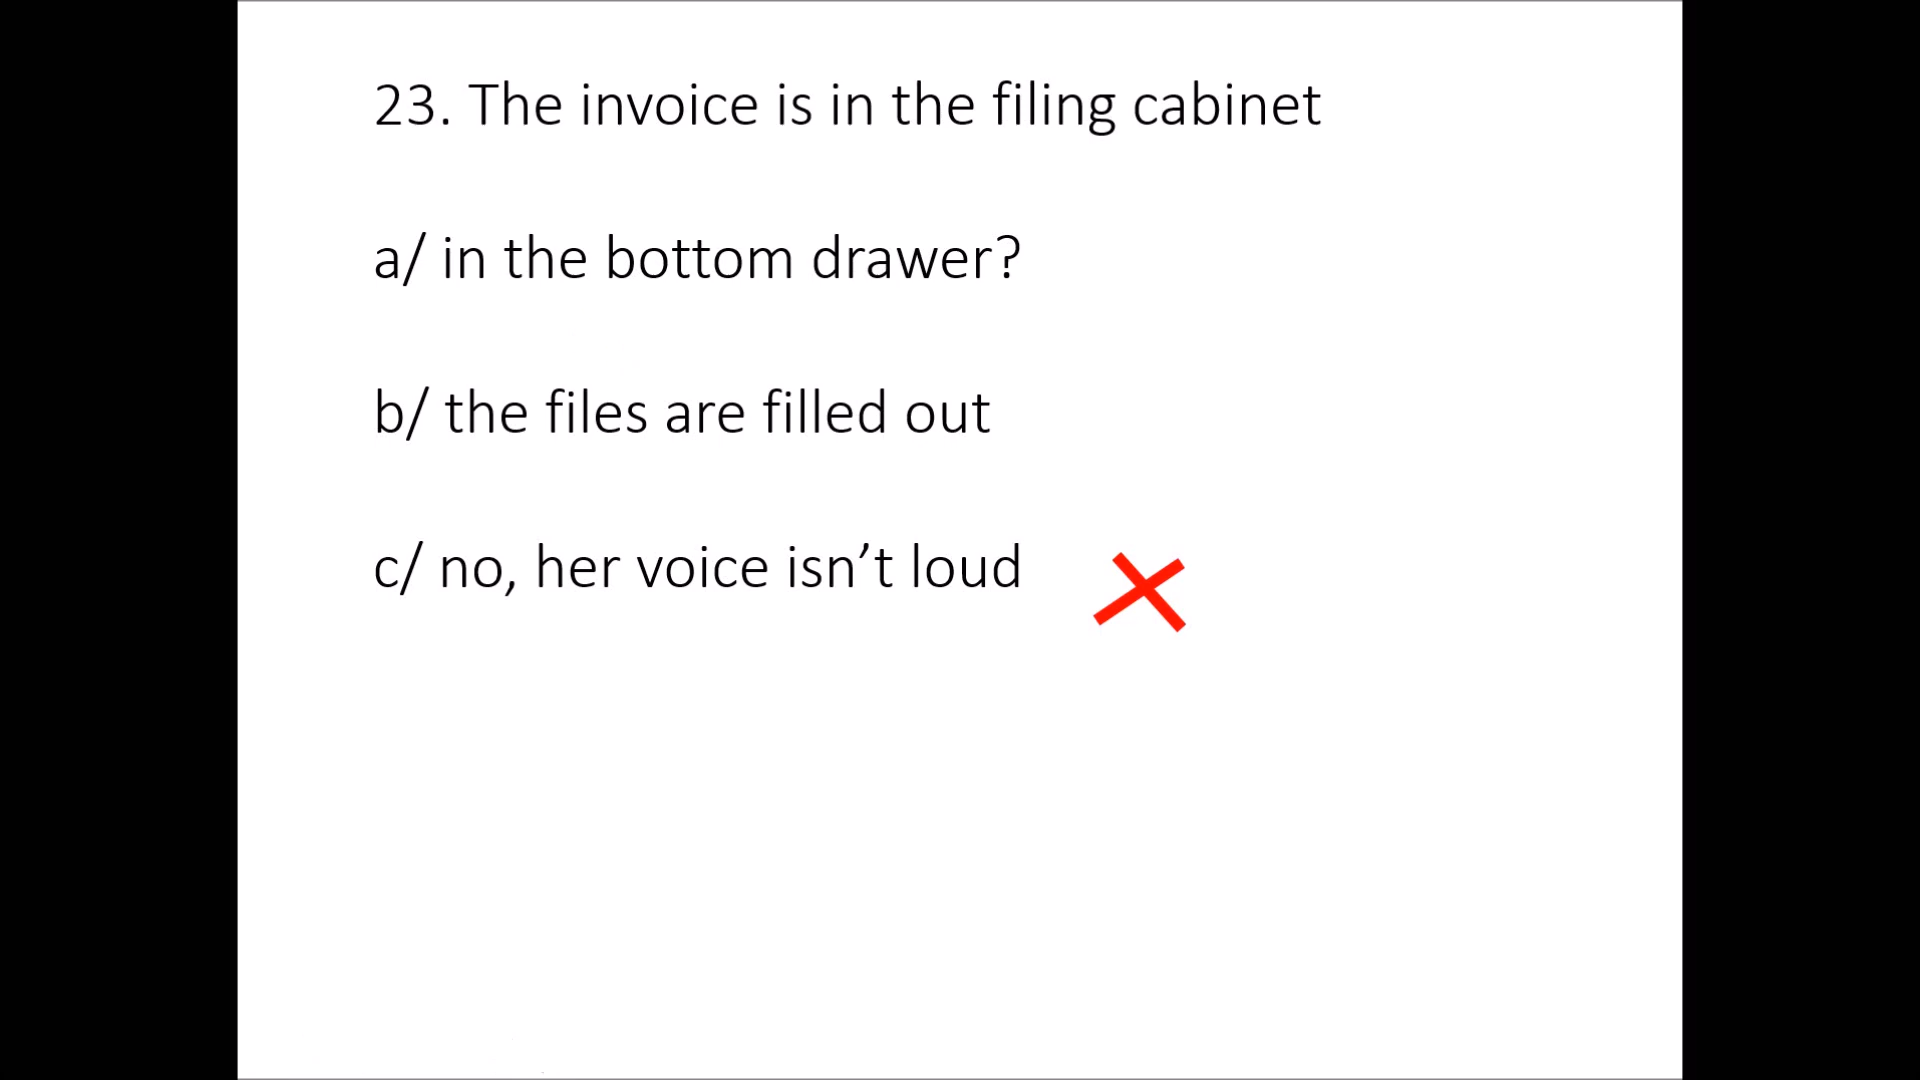 23. The invoice is in the filing cabinet
a/ in the bottom drawer?
b/ the files are filled out
c/ no, her voice isn’t loud